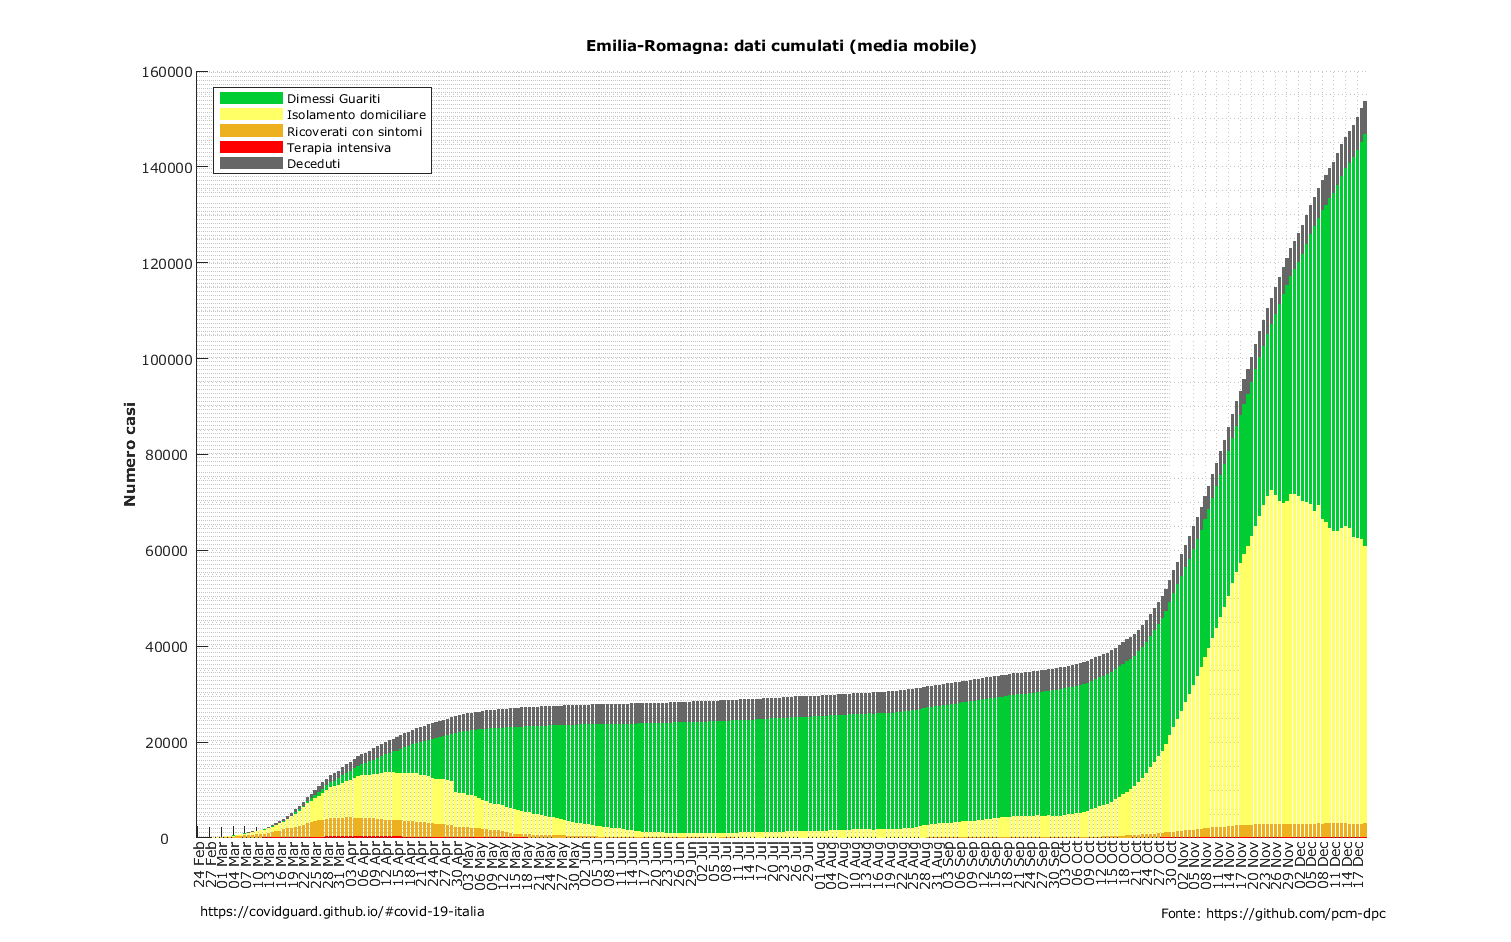 Emilia-Romagna: dati cumulati (media mobile)
160000
140000
120000
100000
80000
60000
40000
20000
0
Numero casi
Dimessi Guariti
Isolamento domiciliare
Ricoverati con sintomi
Terapia intensiva
Deceduti
24 Feb
27 Feb
01 Mar
04 Mar
07 Mar
10 Mar
13 Mar
16 Mar
19 Mar
22 Mar
25 Mar
28 Mar
31 Mar
03 Apr
06 Apr
09 Apr
12 Apr
15 Apr
18 Apr
21 Apr
24 Apr
27 Apr
30 Apr
03 May
06 May
09 May
12 May
15 May
18 May
21 May
24 May
27 May
30 May
02 Jun
05 Jun
08 Jun
11 Jun
14 Jun
17 Jun
20 Jun
23 Jun
26 Jun
29 Jun
02 Jul
05 Jul
08 Jul
11 Jul
14 Jul
17 Jul
20 Jul
23 Jul
26 Jul
29 Jul
01 Aug
04 Aug
07 Aug
10 Aug
13 Aug
16 Aug
19 Aug
22 Aug
25 Aug
28 Aug
31 Aug
03 Sep
06 Sep
09 Sep
12 Sep
15 Sep
18 Sep
21 Sep
24 Sep
27 Sep
30 Sep
03 Oct
06 Oct
09 Oct
12 Oct
15 Oct
18 Oct
21 Oct
24 Oct
27 Oct
30 Oct
02 Nov
05 Nov
08 Nov
11 Nov
14 Nov
17 Nov
20 Nov
23 Nov
26 Nov
29 Nov
02 Dec
05 Dec
08 Dec
11 Dec
14 Dec
17 Dec
https://covidguard.github.io/#covid-19-italia
Fonte: https://github.com/pcm-dpc